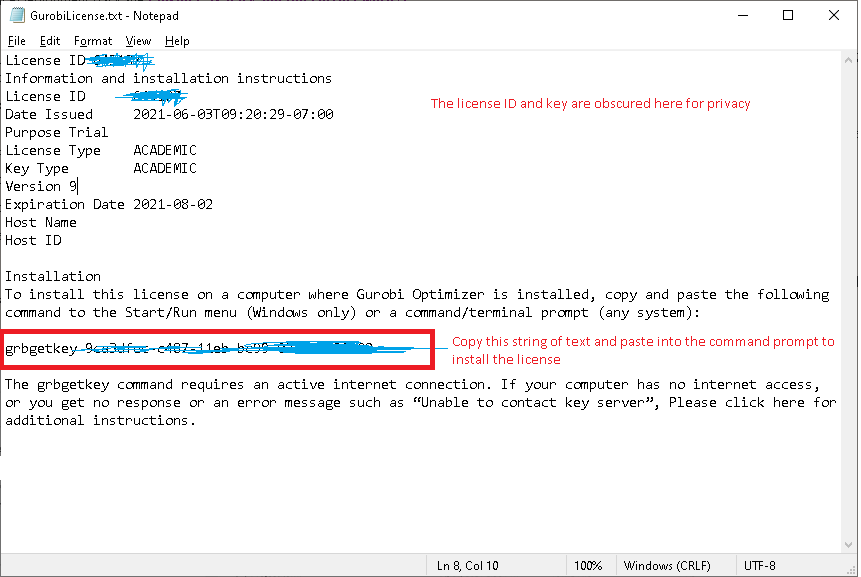 GurobiLicense.txt - Notepad
File Edit Format View Help
License ID
Information and installation instructions
License ID
The license ID and key are obscured here for privacy
Date Issued 2021-06-03T09:20:29-07:00
Purpose Trial
License Type ACADEMIC
Key Type ACADEMIC
Version 9
Expiration Date 2021-08-02
Host Name
Host ID
Installation
To install this license on a computer where Gurobi Optimizer is installed, copy and paste the following
command to the Start/Run menu (Windows only) or a command/terminal prompt (any system):
grbgetkey
Copy this string of text and paste into the command prompt to
install the license
The grbgetkey command requires an active internet connection. If your computer has no internet access,
or you get no response or an error message such as “Unable to contact key server”, Please click here for
additional instructions.
Ln 8, Col 10 100% Windows (CRLF) UTF-8